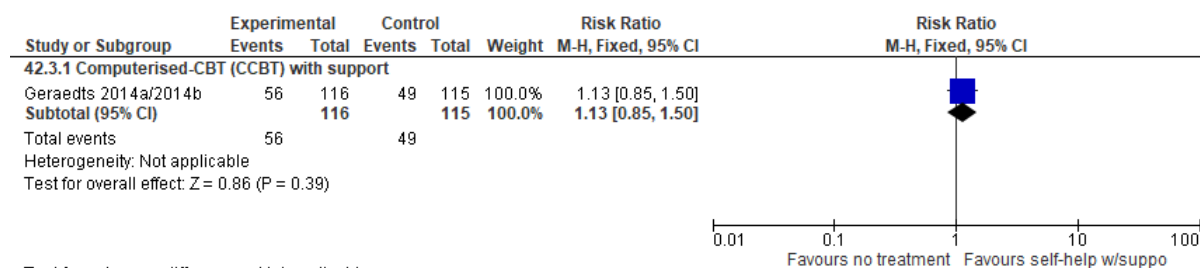 Experimental Control Risk Ratio Risk Ratio
Study or Subgroup Events Total Events Total Weight M-H, Fixed, 95% CI M-H, Fixed, 95% CI
42.3.1 Computerised-CBT (CCBT) with support
Geraedts 2014a/2014b 56 116 49 115 100.0% 1.13 [0.85, 1.50]
Subtotal (95% CI) 116 115 100.0% 1.13 [0.85, 1.50]
Total events 56 49
Heterogeneity: Not applicable
Test for overall effect: Z = 0.86 (P = 0.39)
0.01 0.1 1 10 100
Favours no treatment Favours self-help w/suppo